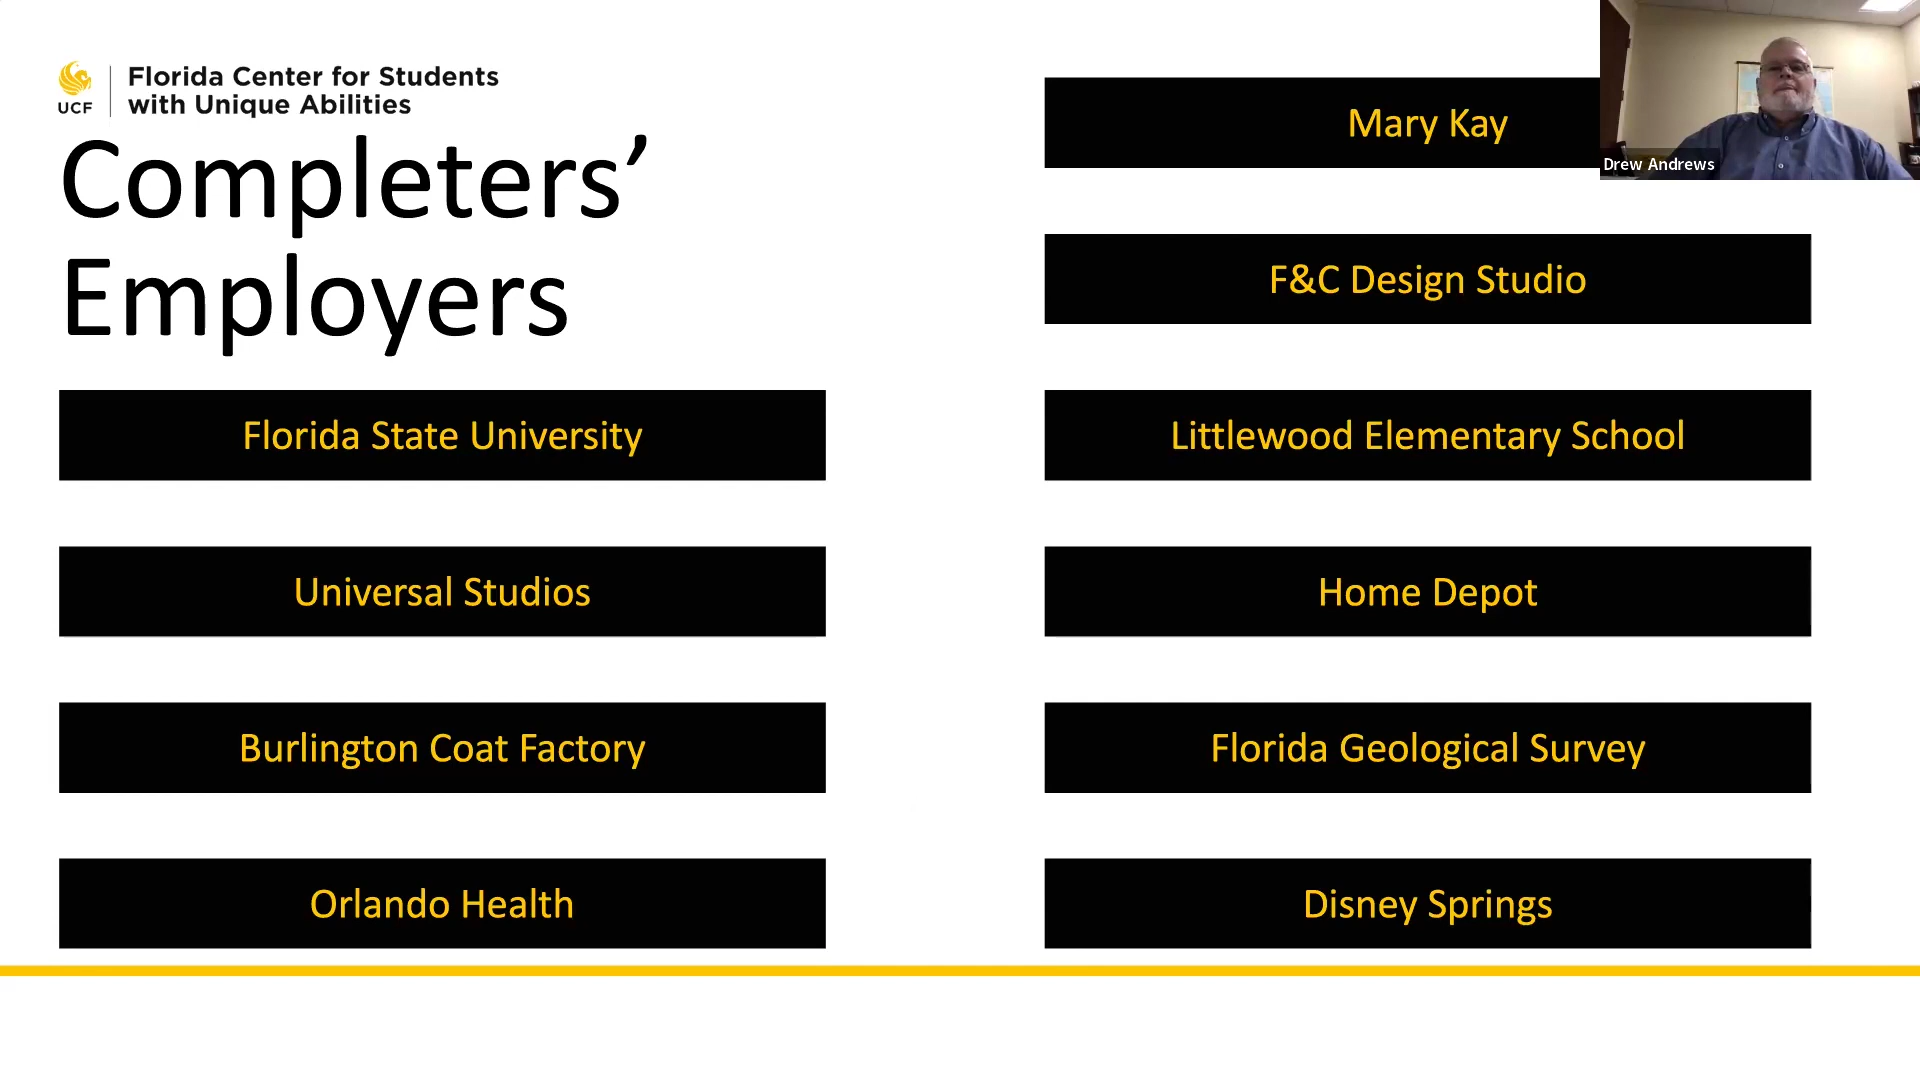 UCF
Florida Center for Students
with Unique Abilities
Completers’
Employers
Florida State University
Universal Studios
Burlington Coat Factory
Orlando Health
Mary Kay
F&C Design Studio
Littlewood Elementary School
Home Depot
Florida Geological Survey
Disney Springs
Drew Andrews